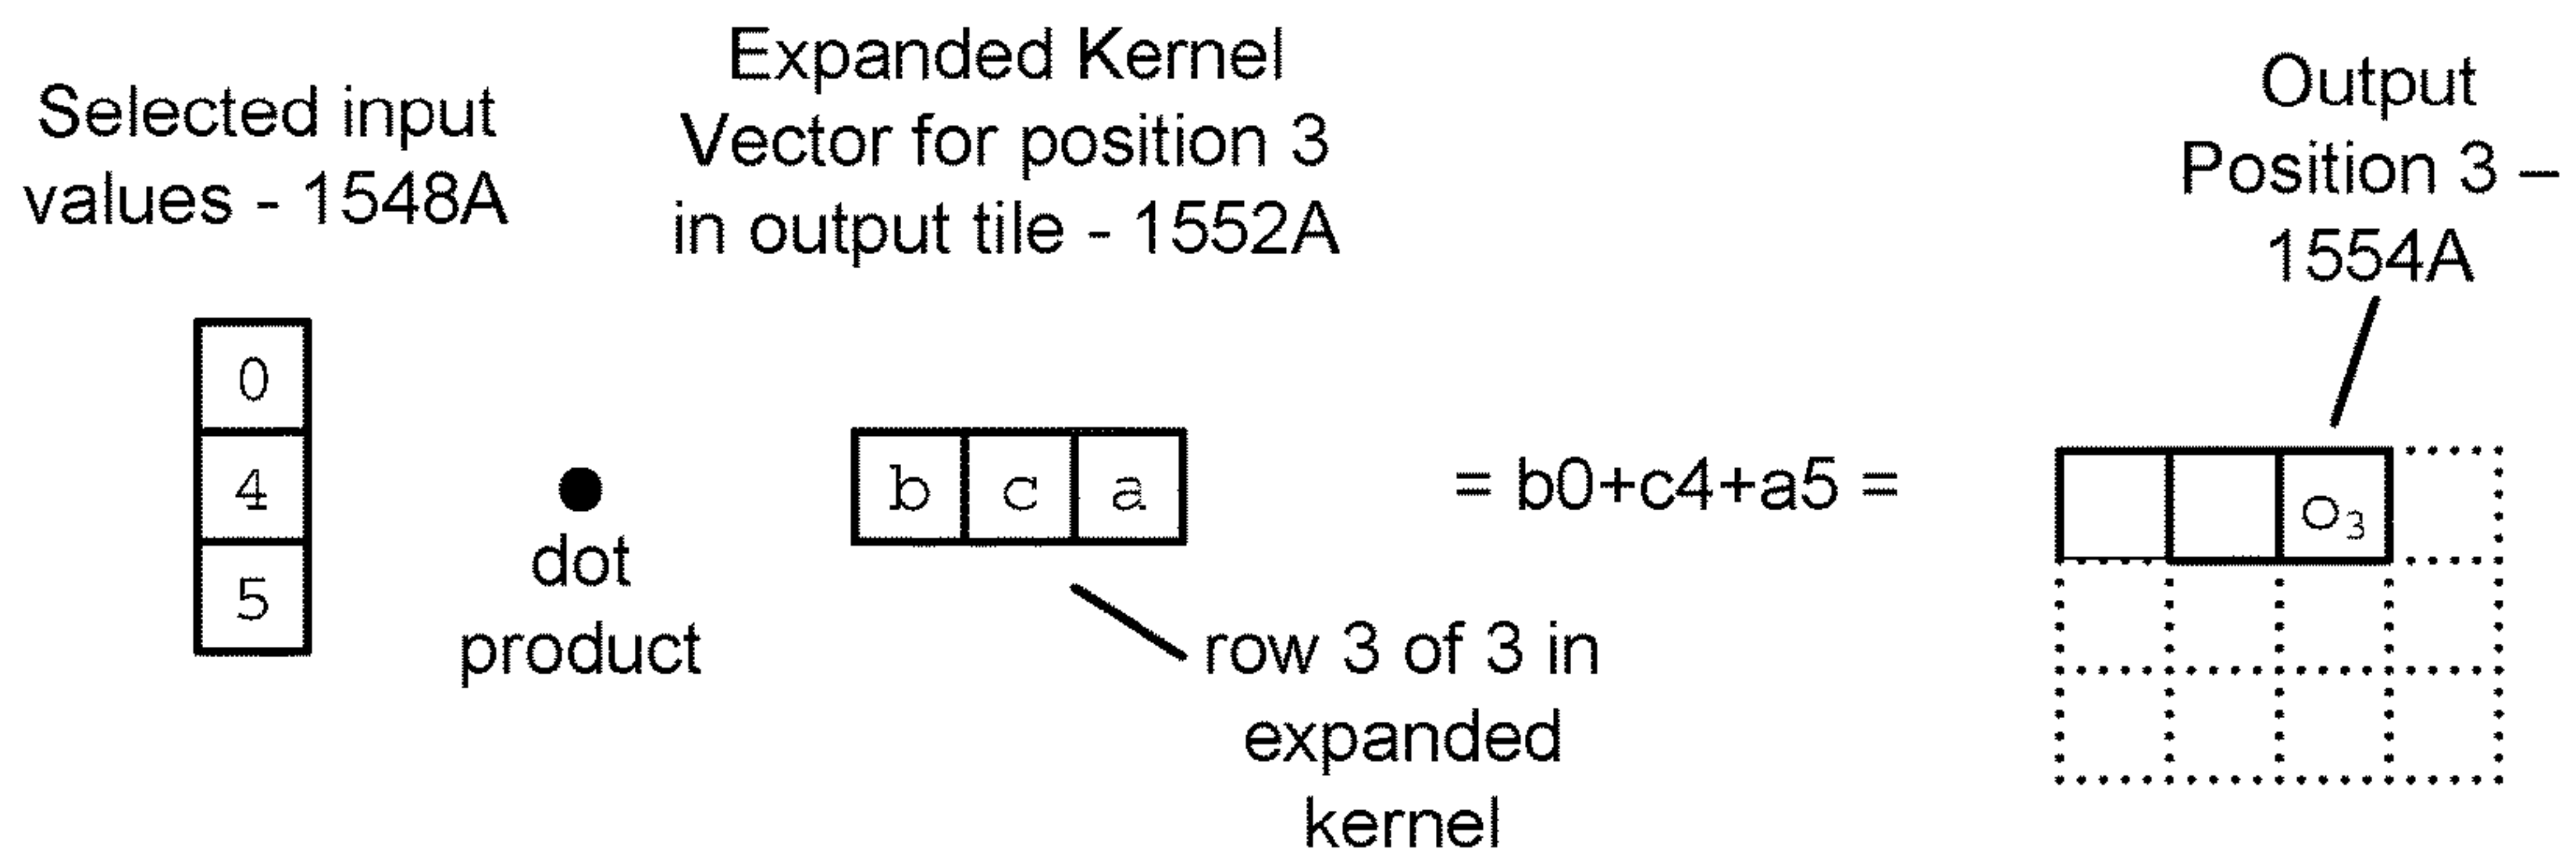 Selected input
values - 1548A
Expanded Kernel
Vector for position 3
in output tile - 1552A
Output
Position 3 –
1554A
0
4
5
dot
product
b c a
= b0+c4+a5 =
o₃
row 3 of 3 in
expanded
kernel